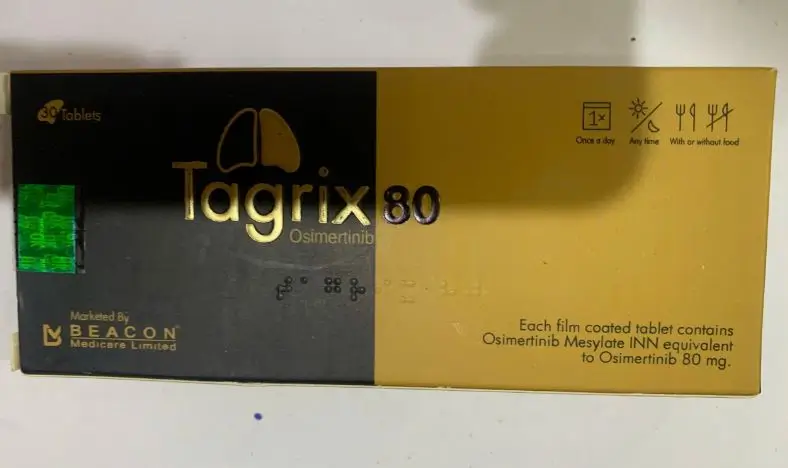 30 Tablets
1x
Once a day
Any time
With or without food
Tagrix 80
Osimertinib
Marketed By
BEACON
Medicare Limited
Each film coated tablet contains
Osimertinib Mesylate INN equivalent
to Osimertinib 80 mg.